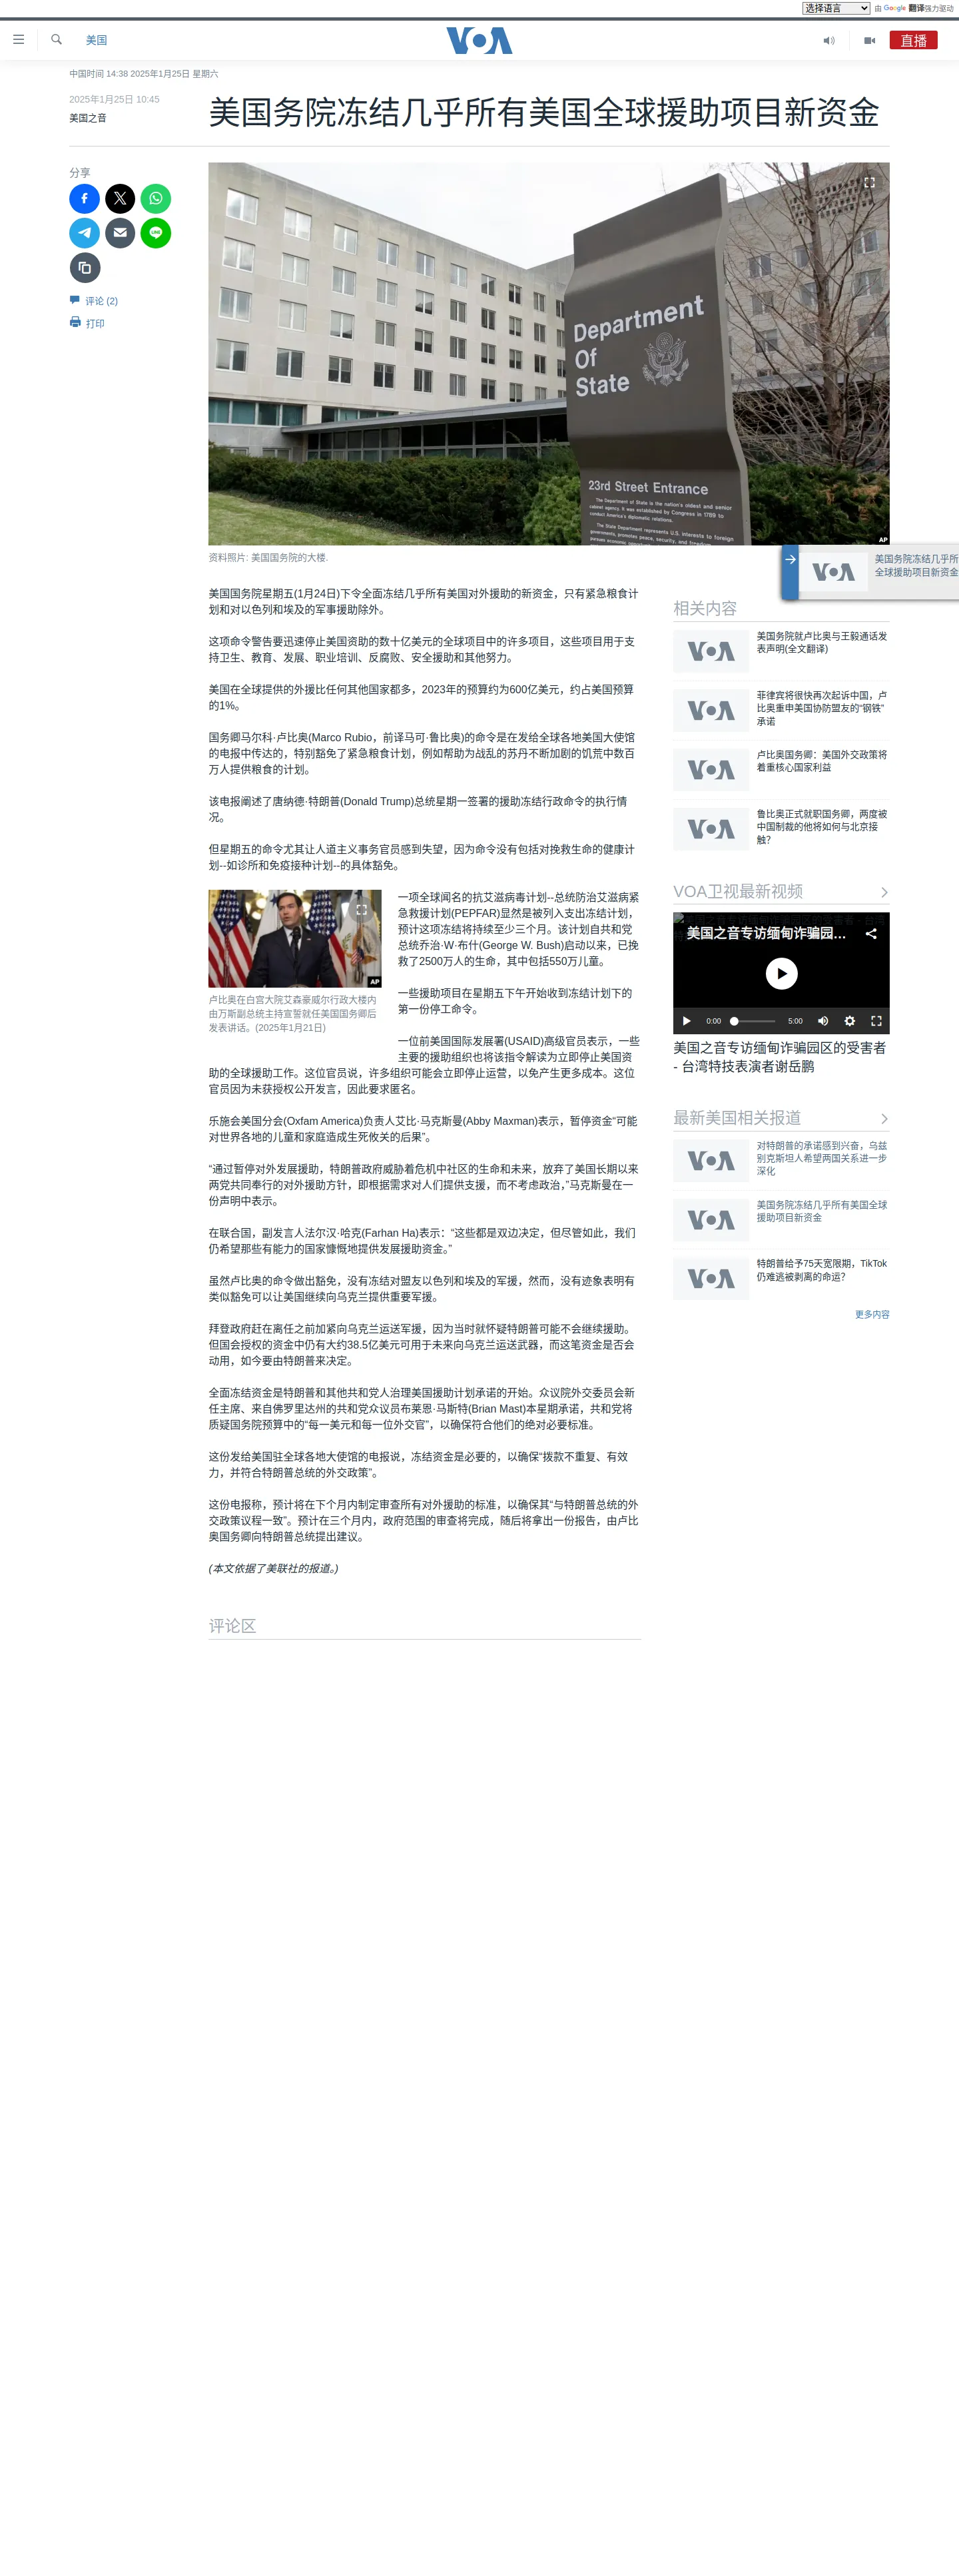 选择语言
由 Google 翻译强力驱动
美国
VOA
直播
中国时间 14:38 2025年1月25日 星期六
2025年1月25日 10:45
美国之音
美国务院冻结几乎所有美国全球援助项目新资金
分享
评论 (2)
打印
Department
Of
State
23rd Street Entrance
The Department of State is the nation's oldest and senior
cabinet agency. It was established by Congress in 1789 to
conduct America's diplomatic relations.
The State Department represents U.S. interests to foreign
governments, promotes peace, security, and freedom
AP
资料照片: 美国国务院的大楼.
美国务院冻结几乎所
全球援助项目新资金
美国国务院星期五(1月24日)下令全面冻结几乎所有美国对外援助的新资金，只有紧急粮食计
划和对以色列和埃及的军事援助除外。
这项命令警告要迅速停止美国资助的数十亿美元的全球项目中的许多项目，这些项目用于支
持卫生、教育、发展、职业培训、反腐败、安全援助和其他努力。
美国在全球提供的外援比任何其他国家都多，2023年的预算约为600亿美元，约占美国预算
的1%。
国务卿马尔科·卢比奥(Marco Rubio，前译马可·鲁比奥)的命令是在发给全球各地美国大使馆
的电报中传达的，特别豁免了紧急粮食计划，例如帮助为战乱的苏丹不断加剧的饥荒中数百
万人提供粮食的计划。
该电报阐述了唐纳德·特朗普(Donald Trump)总统星期一签署的援助冻结行政命令的执行情
况。
但星期五的命令尤其让人道主义事务官员感到失望，因为命令没有包括对挽救生命的健康计
划--如诊所和免疫接种计划--的具体豁免。
AP
卢比奥在白宫大院艾森豪威尔行政大楼内
由万斯副总统主持宣誓就任美国国务卿后
发表讲话。(2025年1月21日)
一项全球闻名的抗艾滋病毒计划--总统防治艾滋病紧
急救援计划(PEPFAR)显然是被列入支出冻结计划，
预计这项冻结将持续至少三个月。该计划自共和党
总统乔治·W·布什(George W. Bush)启动以来，已挽
救了2500万人的生命，其中包括550万儿童。
一些援助项目在星期五下午开始收到冻结计划下的
第一份停工命令。
一位前美国国际发展署(USAID)高级官员表示，一些
主要的援助组织也将该指令解读为立即停止美国资
助的全球援助工作。这位官员说，许多组织可能会立即停止运营，以免产生更多成本。这位
官员因为未获授权公开发言，因此要求匿名。
乐施会美国分会(Oxfam America)负责人艾比·马克斯曼(Abby Maxman)表示，暂停资金“可能
对世界各地的儿童和家庭造成生死攸关的后果”。
“通过暂停对外发展援助，特朗普政府威胁着危机中社区的生命和未来，放弃了美国长期以来
两党共同奉行的对外援助方针，即根据需求对人们提供支援，而不考虑政治，”马克斯曼在一
份声明中表示。
在联合国，副发言人法尔汉·哈克(Farhan Ha)表示：“这些都是双边决定，但尽管如此，我们
仍希望那些有能力的国家慷慨地提供发展援助资金。”
虽然卢比奥的命令做出豁免，没有冻结对盟友以色列和埃及的军援，然而，没有迹象表明有
类似豁免可以让美国继续向乌克兰提供重要军援。
拜登政府赶在离任之前加紧向乌克兰运送军援，因为当时就怀疑特朗普可能不会继续援助。
但国会授权的资金中仍有大约38.5亿美元可用于未来向乌克兰运送武器，而这笔资金是否会
动用，如今要由特朗普来决定。
全面冻结资金是特朗普和其他共和党人治理美国援助计划承诺的开始。众议院外交委员会新
任主席、来自佛罗里达州的共和党众议员布莱恩·马斯特(Brian Mast)本星期承诺，共和党将
质疑国务院预算中的“每一美元和每一位外交官”，以确保符合他们的绝对必要标准。
这份发给美国驻全球各地大使馆的电报说，冻结资金是必要的，以确保“拨款不重复、有效
力，并符合特朗普总统的外交政策”。
这份电报称，预计将在下个月内制定审查所有对外援助的标准，以确保其“与特朗普总统的外
交政策议程一致”。预计在三个月内，政府范围的审查将完成，随后将拿出一份报告，由卢比
奥国务卿向特朗普总统提出建议。
(本文依据了美联社的报道。)
评论区
相关内容
VOA
美国务院就卢比奥与王毅通话发
表声明(全文翻译)
VOA
菲律宾将很快再次起诉中国，卢
比奥重申美国协防盟友的“钢铁”
承诺
VOA
卢比奥国务卿：美国外交政策将
着重核心国家利益
VOA
鲁比奥正式就职国务卿，两度被
中国制裁的他将如何与北京接
触？
VOA卫视最新视频
美国之音专访缅甸诈骗园…
0:00
5:00
美国之音专访缅甸诈骗园区的受害者
- 台湾特技表演者谢岳鹏
最新美国相关报道
VOA
对特朗普的承诺感到兴奋，乌兹
别克斯坦人希望两国关系进一步
深化
VOA
美国务院冻结几乎所有美国全球
援助项目新资金
VOA
特朗普给予75天宽限期，TikTok
仍难逃被剥离的命运？
更多内容